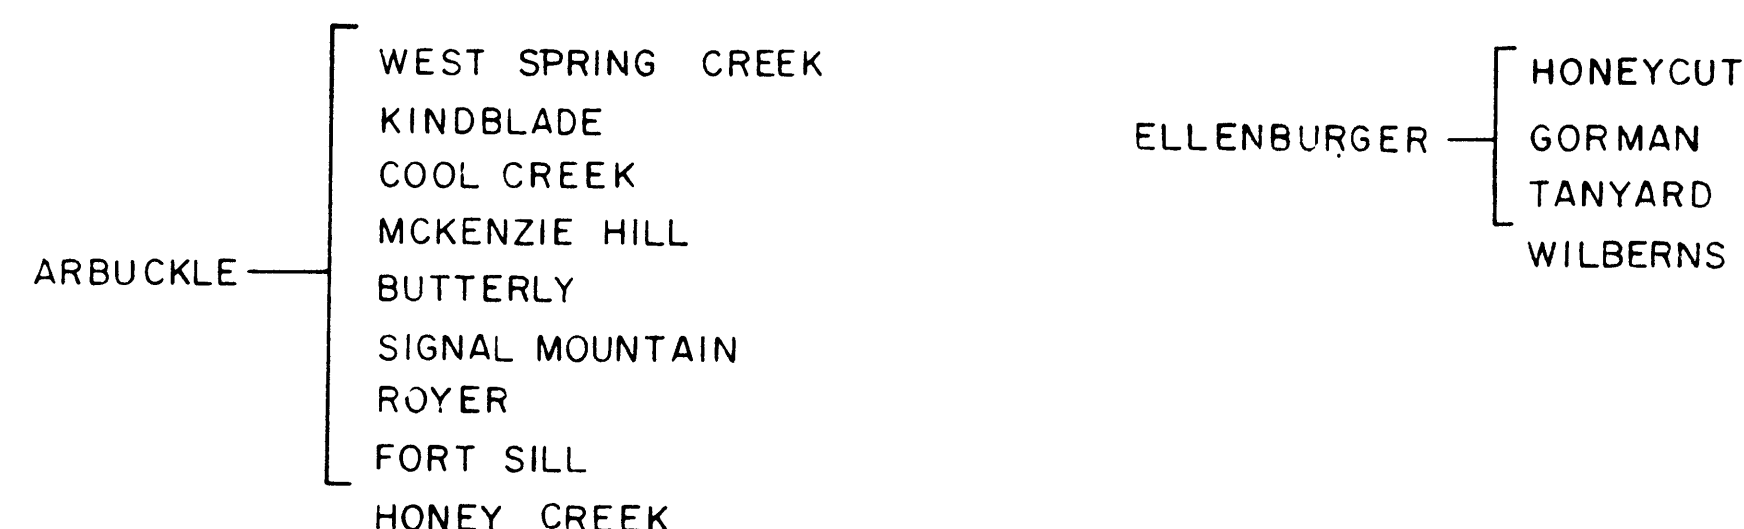 WEST SPRING CREEK
KINDBLADE
COOL CREEK
MCKENZIE HILL
ARBUCKLE
BUTTERLY
SIGNAL MOUNTAIN
ROYER
FORT SILL
HONEY CREEK
HONEYCUT
ELLENBURGER
GORMAN
TANYARD
WILBERNS